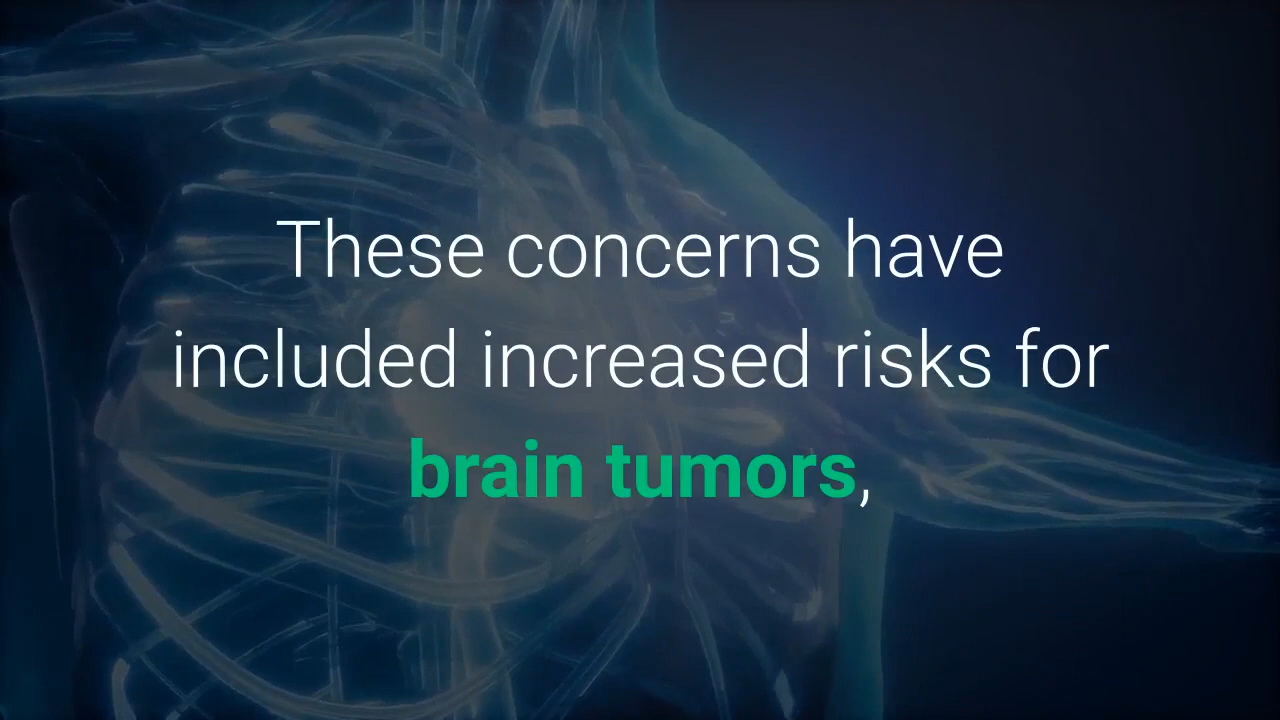 These concerns have
included increased risks for
brain tumors,